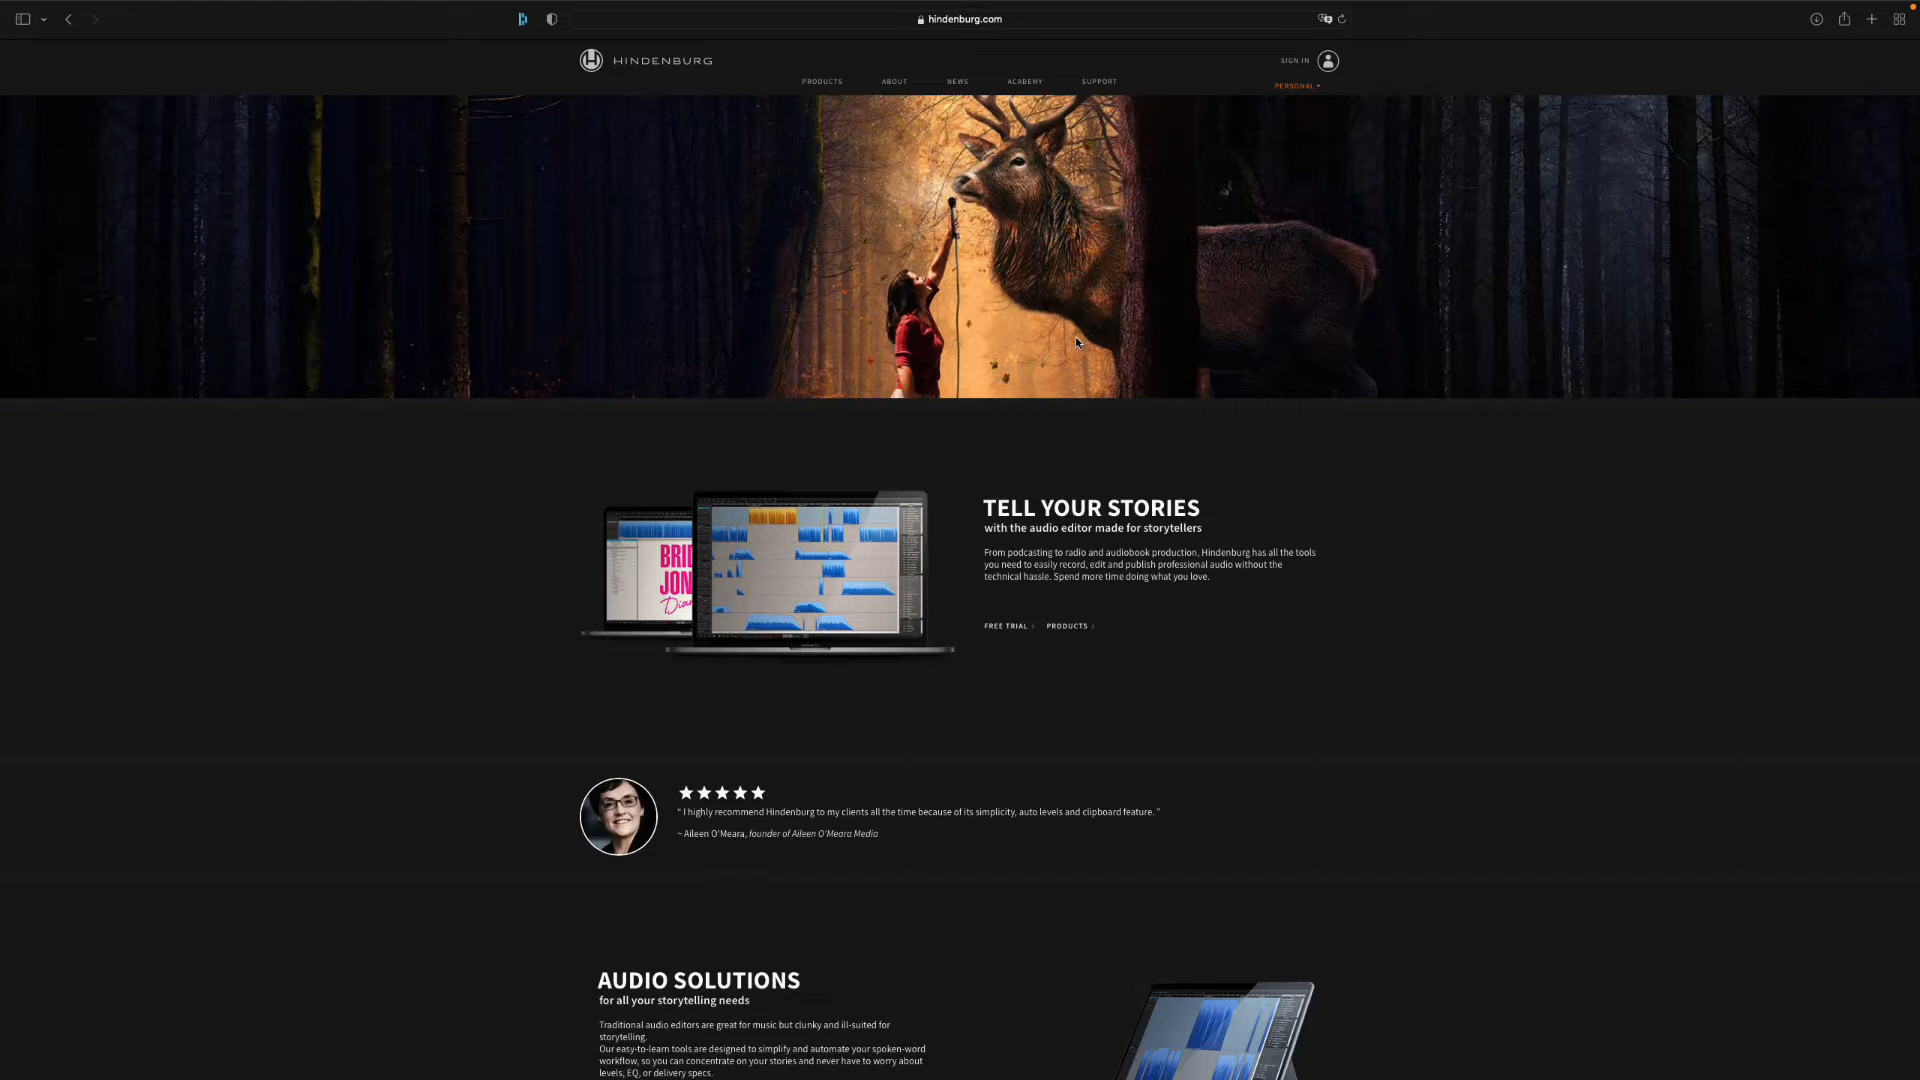 hindenburg.com
HINDENBURG
SIGN IN
PRODUCTS
ABOUT
NEWS
ACADEMY
SUPPORT
PERSONAL
BRID
JON
TELL YOUR STORIES
with the audio editor made for storytellers
From podcasting to radio and audiobook production, Hindenburg has all the tools
you need to easily record, edit and publish professional audio without the
technical hassle. Spend more time doing what you love.
FREE TRIAL
PRODUCTS
" I highly recommend Hindenburg to my clients all the time because of its simplicity, auto levels and clipboard feature. "
~ Aileen O'Meara, founder of Aileen O'Meara Media
AUDIO SOLUTIONS
for all your storytelling needs
Traditional audio editors are great for music but clunky and ill-suited for
storytelling.
Our easy-to-learn tools are designed to simplify and automate your spoken-word
workflow, so you can concentrate on your stories and never have to worry about
levels, EQ, or delivery specs.